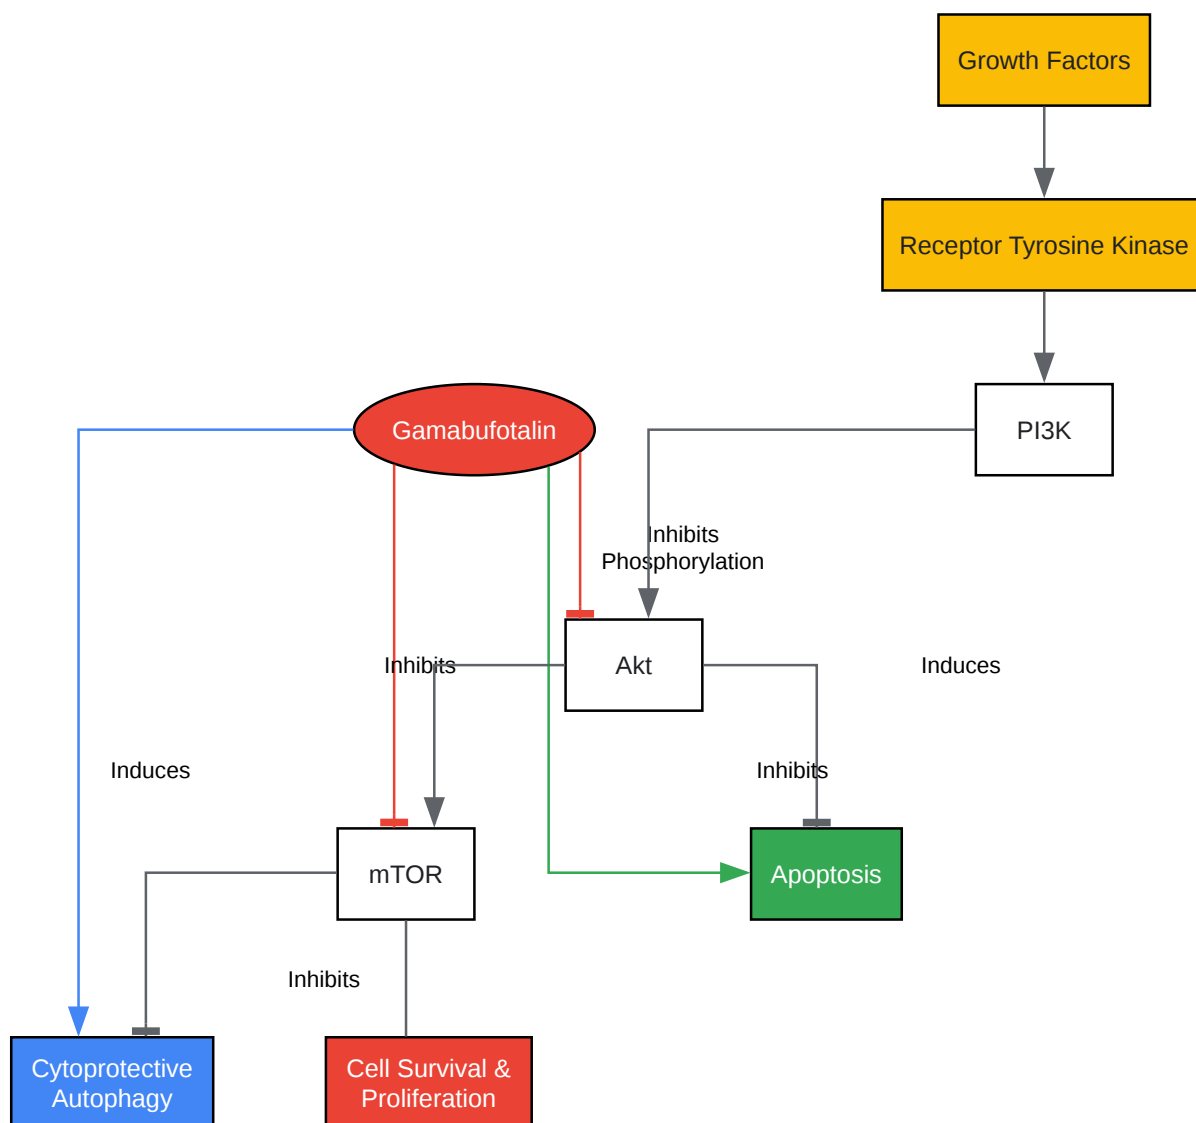 Growth Factors
Receptor Tyrosine Kinase
Gamabufotalin
PI3K
Inhibits
Phosphorylation
Inhibits
Akt
Induces
Induces
Inhibits
mTOR
Apoptosis
Inhibits
Cytoprotective
Autophagy
Cell Survival &
Proliferation